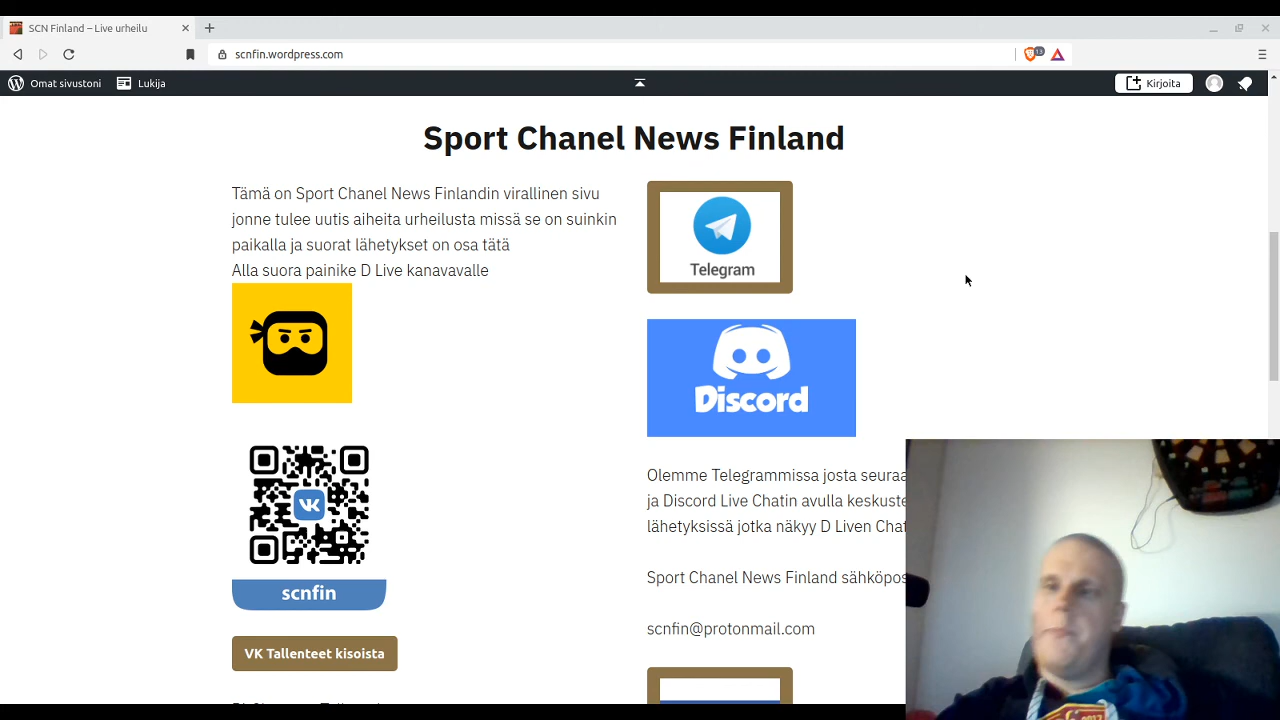 SCN Finland – Live urheilu
scnfin.wordpress.com
13
Omat sivustoni
Lukija
Kirjoita
Sport Chanel News Finland
Tämä on Sport Chanel News Finlandin virallinen sivu
jonne tulee uutis aiheita urheilusta missä se on suinkin
paikalla ja suorat lähetykset on osa tätä
Alla suora painike D Live kanavavalle
scnfin
VK Tallenteet kisoista
Telegram
Discord
Olemme Telegrammissa josta seuraa
ja Discord Live Chatin avulla keskuste
lähetyksissä jotka näkyy D Liven Chat
Sport Chanel News Finland sähköpos
scnfin@protonmail.com